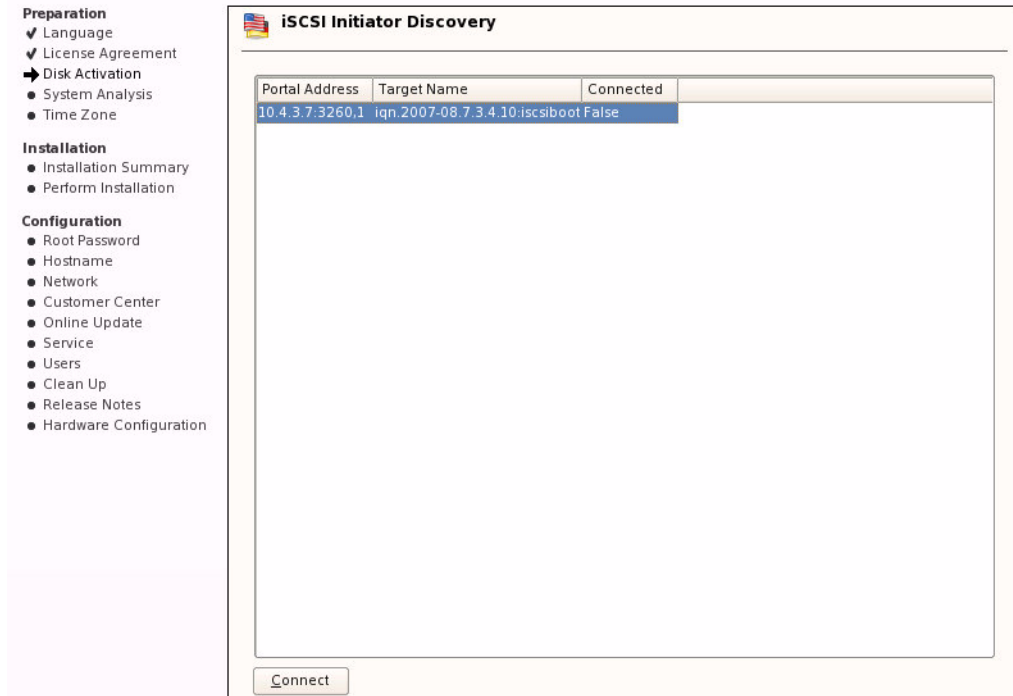 Preparation
Language
License Agreement
Disk Activation
System Analysis
Time Zone
Installation
Installation Summary
Perform Installation
Configuration
Root Password
Hostname
Network
Customer Center
Online Update
Service
Users
Clean Up
Release Notes
Hardware Configuration
iSCSI Initiator Discovery
Portal Address Target Name Connected
10.4.3.7:3260,1 iqn.2007-08.7.3.4.10:iscsiboot False
Connect